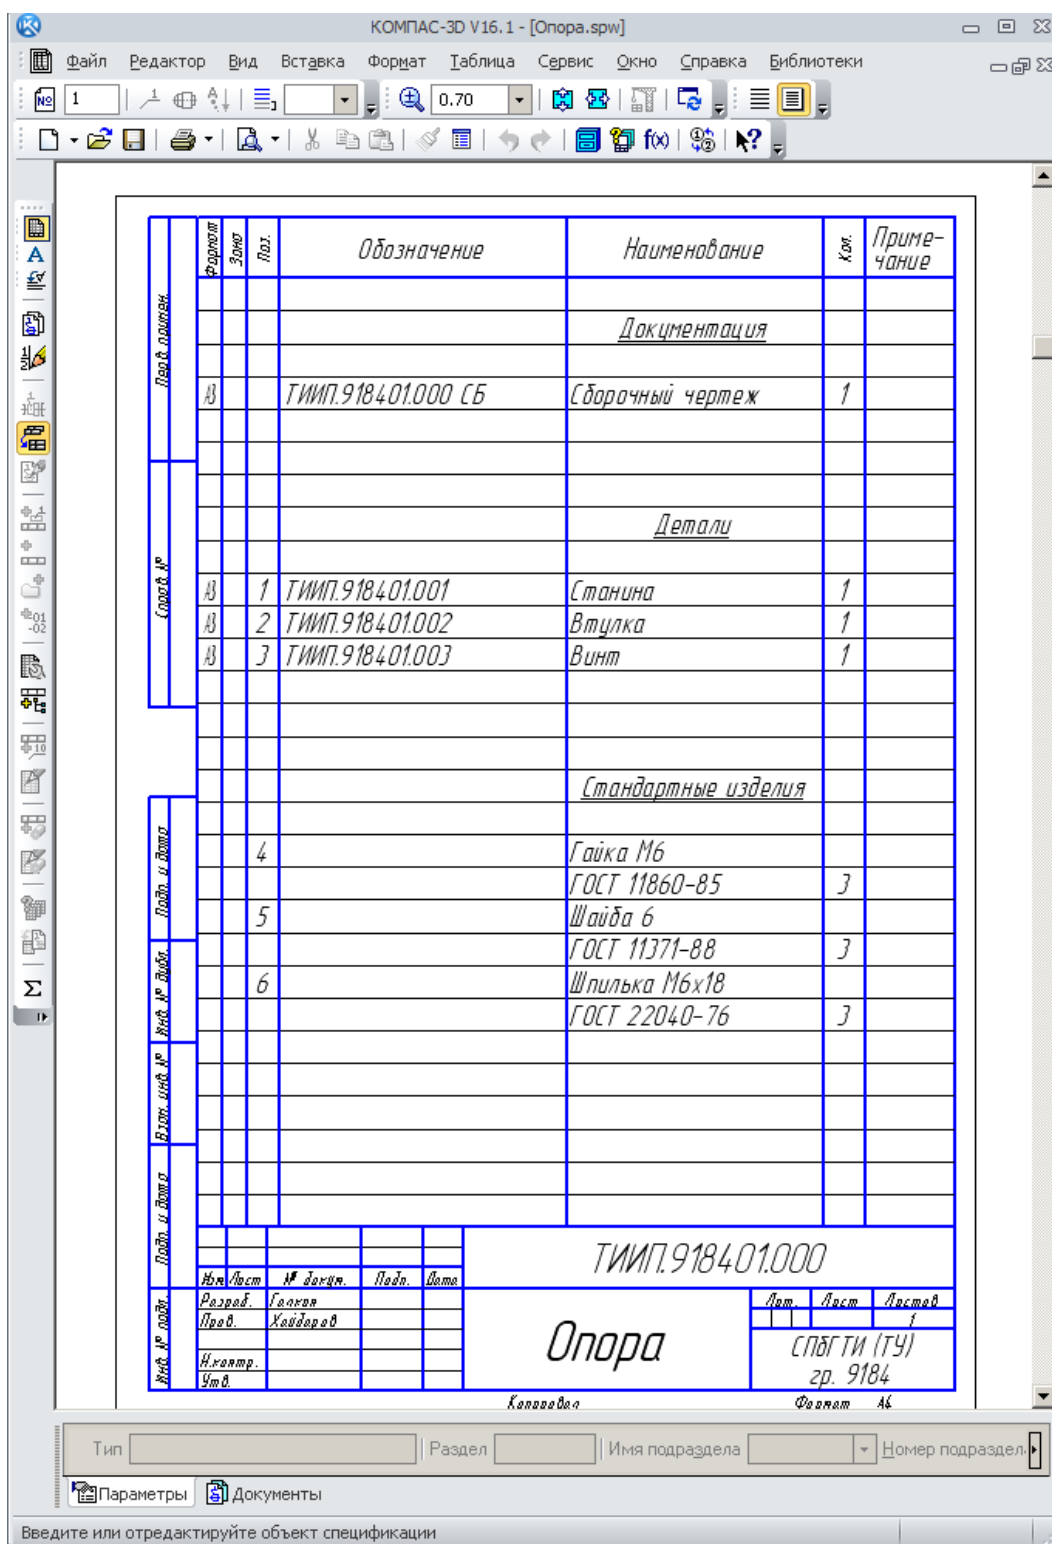 КОМПАС-3D V16.1 - [Опора.spw]
Файл Редактор Вид Вставка Формат Таблица Сервис Окно Справка Библиотеки
1 0.70
Формат Зона Поз. Обозначение Наименование Кол. Приме-
чание
Перв. примен.
Документация
А3 ТИИП.918401.000 СБ Сборочный чертеж 1
Детали
Справ. №
А3 1 ТИИП.918401.001 Станина 1
А3 2 ТИИП.918401.002 Втулка 1
А3 3 ТИИП.918401.003 Винт 1
Стандартные изделия
Подп. и дата
4 Гайка М6
ГОСТ 11860-85 3
5 Шайба 6
ГОСТ 11371-88 3
Инв. № дубл.
6 Шпилька М6х18
ГОСТ 22040-76 3
Взам. инв. №
Подп. и дата
ТИИП.918401.000
Изм Лист № докум. Подп. Дата
Инв. № подл.
Разраб. Галкоп
Пров. Хайдаров
Н.контр.
Утв.
Опора
Лит. Лист Листов
1
СПбГТИ (ТУ)
гр. 9184
Копировал Формат А4
Тип Раздел Имя подраздела Номер подраздел
Параметры Документы
Введите или отредактируйте объект спецификации